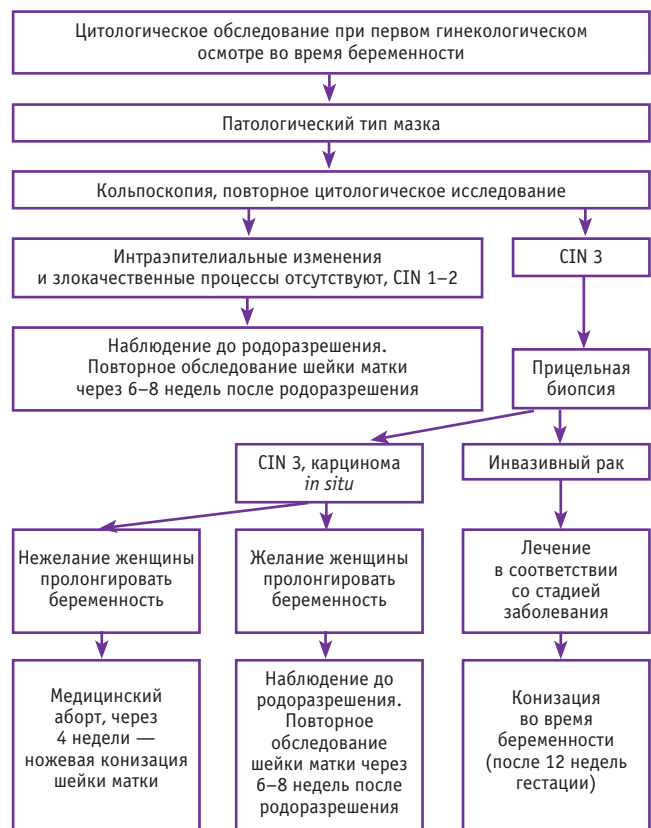 Цитологическое обследование при первом гинекологическом
осмотре во время беременности
Патологический тип мазка
Кольпоскопия, повторное цитологическое исследование
Интраэпителиальные изменения
и злокачественные процессы отсутствуют, CIN 1–2
CIN 3
Наблюдение до родоразрешения.
Повторное обследование шейки матки
через 6–8 недель после родоразрешения
Прицельная
биопсия
CIN 3, карцинома
in situ
Инвазивный рак
Нежелание женщины
пролонгировать
беременность
Желание женщины
пролонгировать
беременность
Лечение
в соответствии
со стадией
заболевания
Медицинский
аборт, через
4 недели —
ножевая конизация
шейки матки
Наблюдение до
родоразрешения.
Повторное
обследование
шейки матки через
6–8 недель после
родоразрешения
Конизация
во время
беременности
(после 12 недель
гестации)